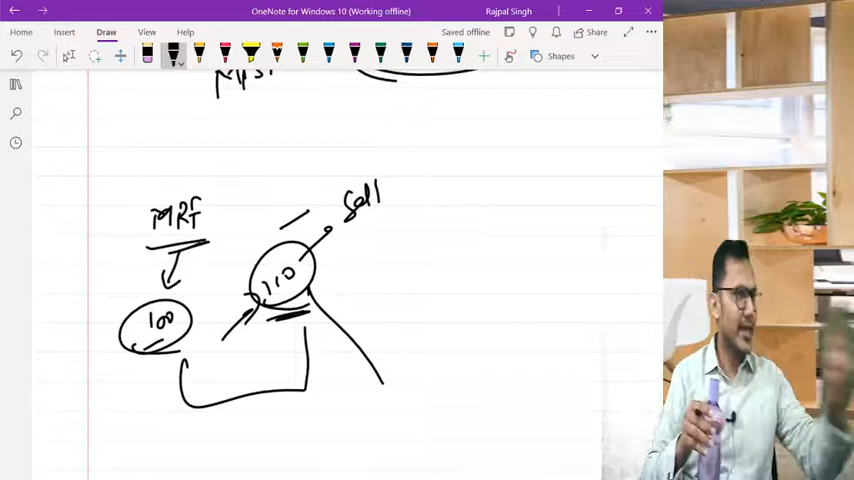 OneNote for Windows 10 (Working offline)
Rajpal Singh
Home Insert Draw View Help
Saved offline
Share
Shapes
MRF
Sell
110
100